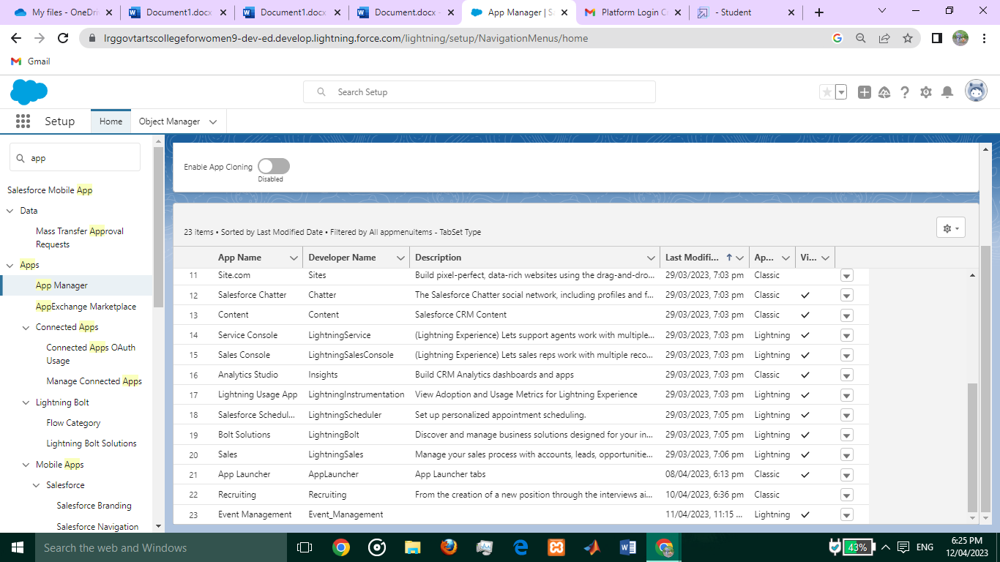 My files - OneDriv
Document1.docx
Document1.docx
Document.docx -
App Manager | S
Platform Login C
- Student
lrggovtartscollegeforwomen9-dev-ed.develop.lightning.force.com/lightning/setup/NavigationMenus/home
Gmail
Search Setup
Setup
Home
Object Manager
app
Salesforce Mobile App
Data
Mass Transfer Approval
Requests
Apps
App Manager
AppExchange Marketplace
Connected Apps
Connected Apps OAuth
Usage
Manage Connected Apps
Lightning Bolt
Flow Category
Lightning Bolt Solutions
Mobile Apps
Salesforce
Salesforce Branding
Salesforce Navigation
Enable App Cloning
Disabled
23 items • Sorted by Last Modified Date • Filtered by All appmenuitems - TabSet Type
App Name Developer Name Description Last Modifi... Ap... Vi...
11 Site.com Sites Build pixel-perfect, data-rich websites using the drag-and-dro... 29/03/2023, 7:03 pm Classic
12 Salesforce Chatter Chatter The Salesforce Chatter social network, including profiles and f... 29/03/2023, 7:03 pm Classic
13 Content Content Salesforce CRM Content 29/03/2023, 7:03 pm Classic
14 Service Console LightningService (Lightning Experience) Lets support agents work with multiple... 29/03/2023, 7:03 pm Lightning
15 Sales Console LightningSalesConsole (Lightning Experience) Lets sales reps work with multiple reco... 29/03/2023, 7:03 pm Lightning
16 Analytics Studio Insights Build CRM Analytics dashboards and apps 29/03/2023, 7:03 pm Classic
17 Lightning Usage App LightningInstrumentation View Adoption and Usage Metrics for Lightning Experience 29/03/2023, 7:03 pm Lightning
18 Salesforce Schedul... LightningScheduler Set up personalized appointment scheduling. 29/03/2023, 7:05 pm Lightning
19 Bolt Solutions LightningBolt Discover and manage business solutions designed for your in... 29/03/2023, 7:05 pm Lightning
20 Sales LightningSales Manage your sales process with accounts, leads, opportunitie... 29/03/2023, 7:06 pm Lightning
21 App Launcher AppLauncher App Launcher tabs 08/04/2023, 6:13 pm Classic
22 Recruiting Recruiting From the creation of a new position through the interviews ai... 10/04/2023, 6:36 pm Classic
23 Event Management Event_Management 11/04/2023, 11:15 ... Lightning
Search the web and Windows
43%
ENG
6:25 PM
12/04/2023